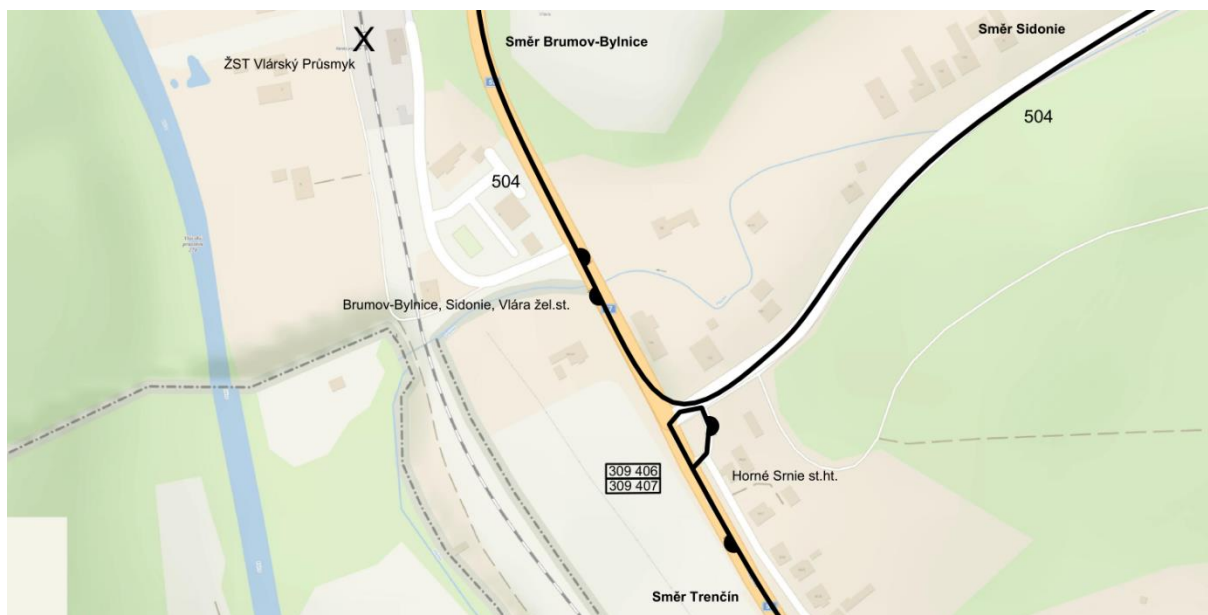 X
Směr Brumov-Bylnice
Směr Sidonie
ŽST Vlárský Průsmyk
504
504
Brumov-Bylnice, Sidonie, Vlára žel.st.
309 406
309 407
Horné Srnie st.ht.
Směr Trenčín